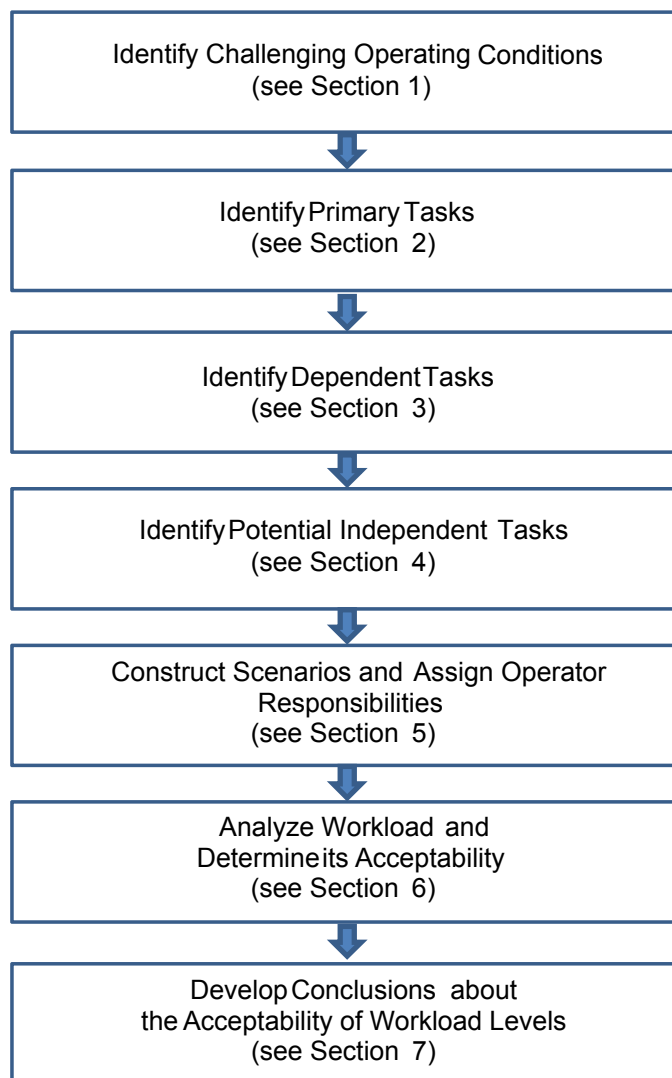 Identify Challenging Operating Conditions
(see Section 1)
Identify Primary Tasks
(see Section 2)
Identify Dependent Tasks
(see Section 3)
Identify Potential Independent Tasks
(see Section 4)
Construct Scenarios and Assign Operator
Responsibilities
(see Section 5)
Analyze Workload and
Determine its Acceptability
(see Section 6)
Develop Conclusions about
the Acceptability of Workload Levels
(see Section 7)